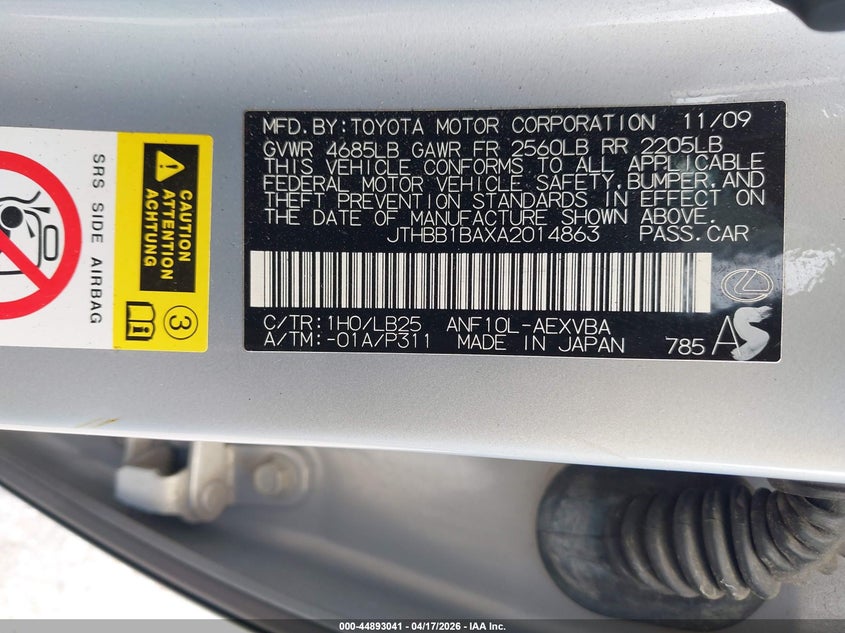 MFD.BY:TOYOTA MOTOR CORPORATION 11/09
GVWR 4685LB GAWR FR 2560LB RR 2205LB
THIS VEHICLE CONFORMS TO ALL APPLICABLE
FEDERAL MOTOR VEHICLE SAFETY,BUMPER,AND
THEFT PREVENTION STANDARDS IN EFFECT ON
THE DATE OF MANUFACTURE SHOWN ABOVE.
JTHBB1BAXA2014863 PASS.CAR
C/TR:1H0/LB25 ANF10L-AEXVBA
A/TM:-01A/P311 MADE IN JAPAN 785 AS
SRS SIDE AIRBAG
CAUTION
ATTENTION
ACHTUNG
3
000-44893041 - 04/17/2026 - IAA Inc.